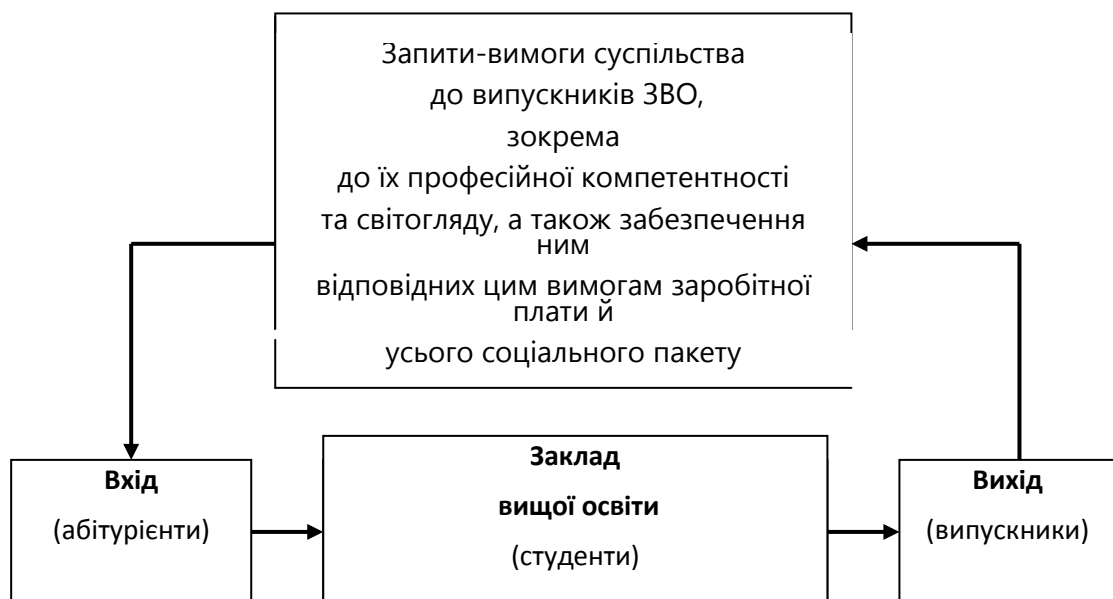 Запити-вимоги суспільства
до випускників ЗВО,
зокрема
до їх професійної компетентності
та світогляду, а також забезпечення
ним
відповідних цим вимогам заробітної
плати й
усього соціального пакету
Вхід
(абітурієнти)
Заклад
вищої освіти
(студенти)
Вихід
(випускники)